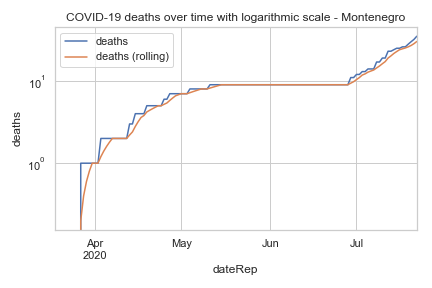 COVID-19 deaths over time with logarithmic scale - Montenegro
deaths
deaths (rolling)
deaths
10¹
10⁰
Apr
2020
May
Jun
Jul
dateRep